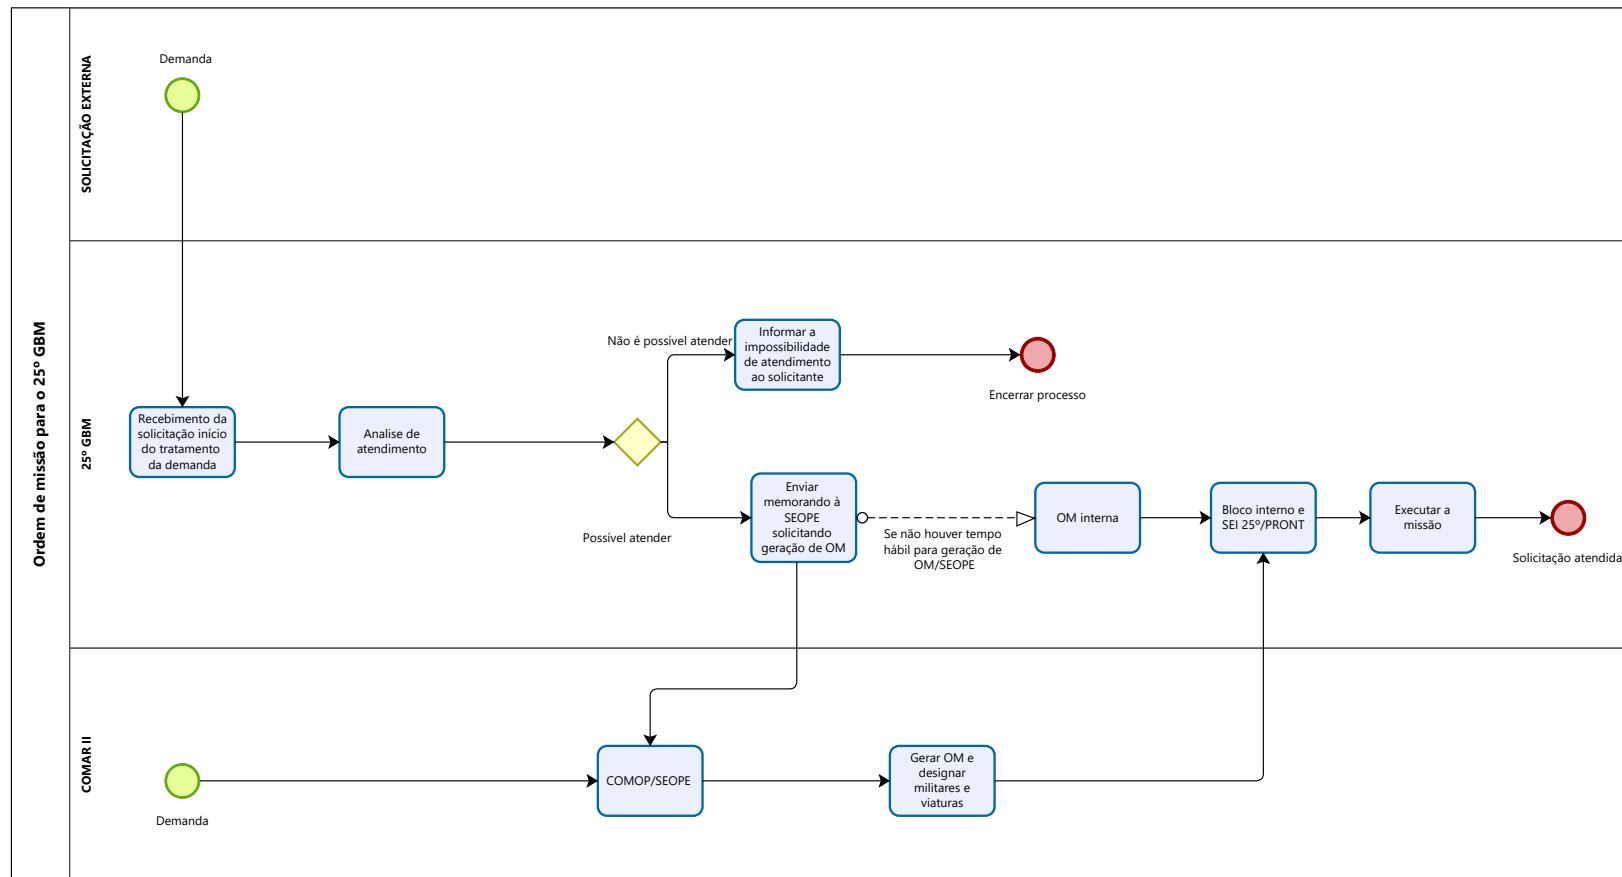 Ordem de missão para o 25º GBM
SOLICITAÇÃO EXTERNA
Demanda
25º GBM
Recebimento da
solicitação início
do tratamento
da demanda
Analise de
atendimento
Não é possível atender
Informar a
impossibilidade
de atendimento
ao solicitante
Encerrar processo
Possível atender
Enviar
memorando à
SEOPE
solicitando
geração de OM
Se não houver tempo
hábil para geração de
OM/SEOPE
OM interna
Bloco interno e
SEI 25º/PRONT
Executar a
missão
Solicitação atendida
COMAR II
Demanda
COMOP/SEOPE
Gerar OM e
designar
militares e
viaturas